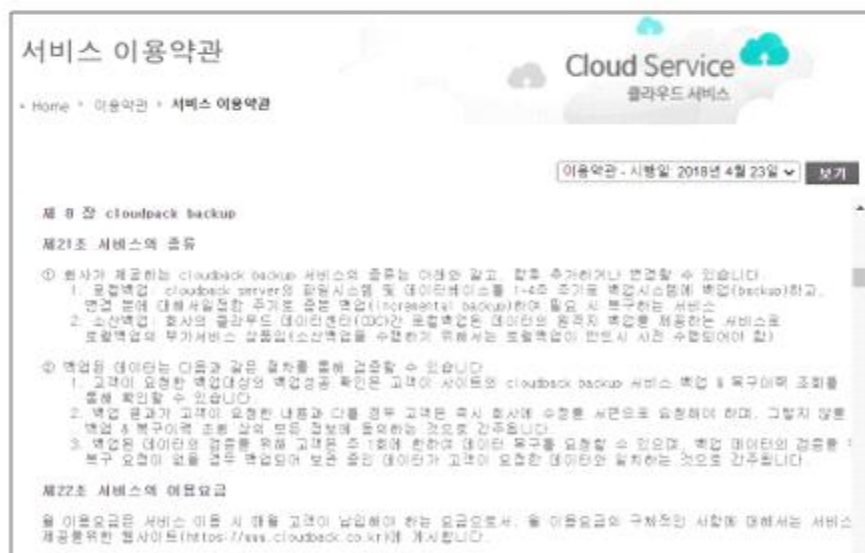 서비스 이용약관
Cloud Service
클라우드 서비스
Home 이용약관 서비스 이용약관
이용약관 - 시행일: 2018년 4월 23일 보기
제 8 장 cloudpack backup
제21조 서비스의 종류
① 회사가 제공하는 cloudpack backup 서비스의 종류는 아래와 같고, 향후 추가하거나 변경할 수 있습니다.
1. 로컬백업: cloudpack server의 파일시스템 및 데이터베이스를 1~4주 주기로 백업시스템에 백업(backup)하고,
변경 분에 대해서일정한 주기로 증분 백업(incremental backup)하여 필요 시 복구하는 서비스
2. 소산백업: 회사의 클라우드 데이터센터(CDC)간 로컬백업된 데이터의 원격지 백업를 제공하는 서비스로
로컬백업의 부가서비스 상품임(소산백업을 수행하기 위해서는 로컬백업이 반드시 사전 수행되어야 함)
② 백업된 데이터는 다음과 같은 절차를 통해 검증할 수 있습니다.
1. 고객이 요청한 백업대상의 백업성공 확인은 고객이 사이트의 cloudpack backup 서비스 백업 & 복구이력 조회를
통해 확인할 수 있습니다.
2. 백업 결과가 고객이 요청한 내용과 다를 경우 고객은 즉시 회사에 수정를 서면으로 요청해야 하며, 그렇지 않를
백업 & 복구이력 조회 상의 모든 정보에 동의하는 것으로 간주됩니다.
3. 백업된 데이터의 검증를 위해 고객은 주 1회에 한하여 데이터 복구를 요청할 수 있으며, 백업 데이터의 검증를
복구 요청이 없를 경우 백업되어 보관 중인 데이터가 고객이 요청한 데이터와 일치하는 것으로 간주됩니다.
제22조 서비스의 이용요금
월 이용요금은 서비스 이용 시 매월 고객이 납입해야 하는 요금으로서, 월 이용요금의 구체적인 사항에 대해서는 서비스
제공를위한 웹사이트(https://www.cloudpack.co.kr)에 게시합니다.